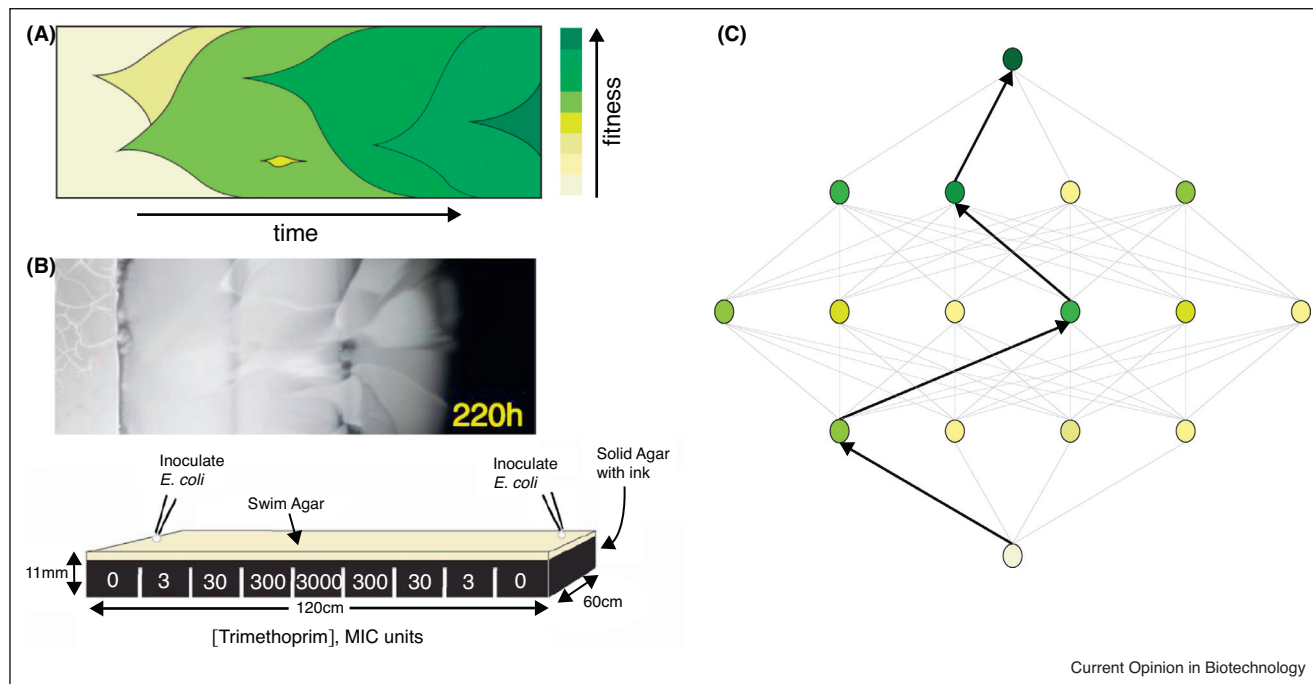 (A)
fitness
time
(B)
220h
Inoculate
E. coli
Swim Agar
Inoculate
E. coli
Solid Agar
with ink
11mm
0 3 30 300 3000 300 30 3 0
120cm
60cm
[Trimethoprim], MIC units
(C)
Current Opinion in Biotechnology